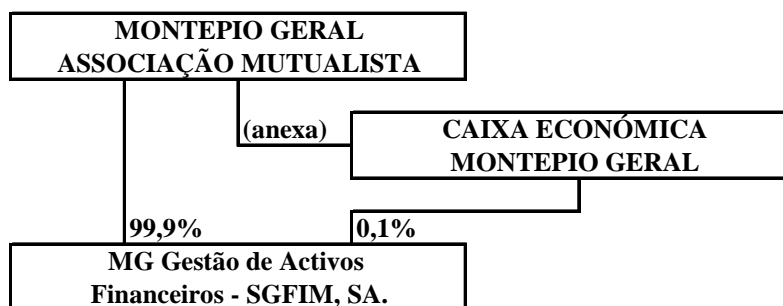 MONTEPIO GERAL
ASSOCIAÇÃO MUTUALISTA
(anexa)
CAIXA ECONÓMICA
MONTEPIO GERAL
99,9%
0,1%
MG Gestão de Activos
Financeiros - SGFIM, SA.